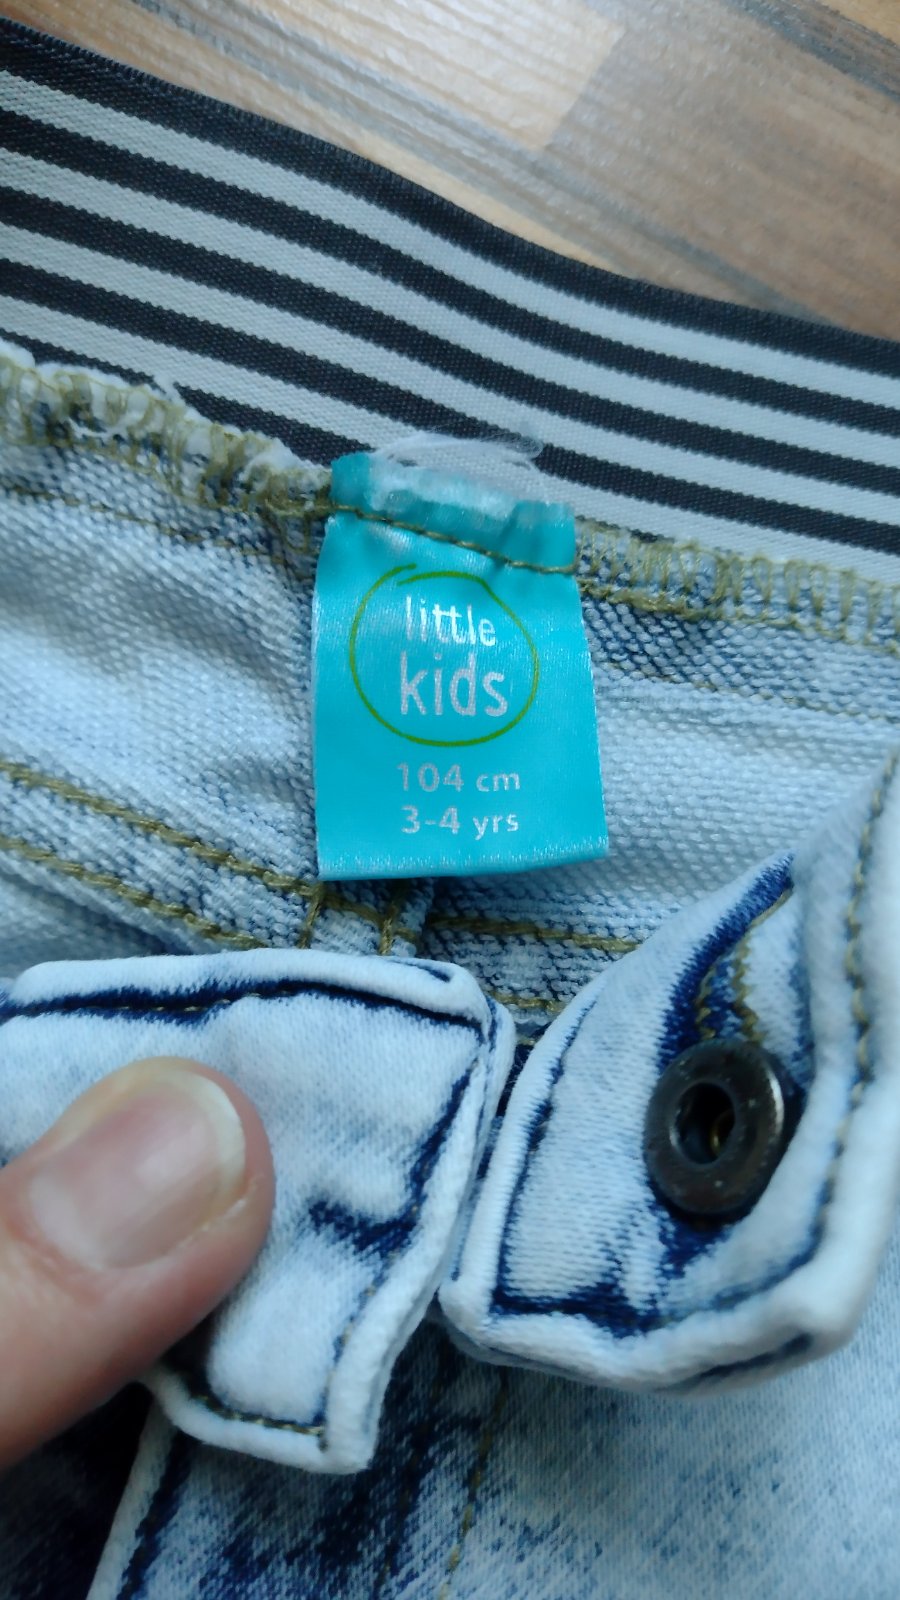 little
kids
104 cm
3-4 yrs